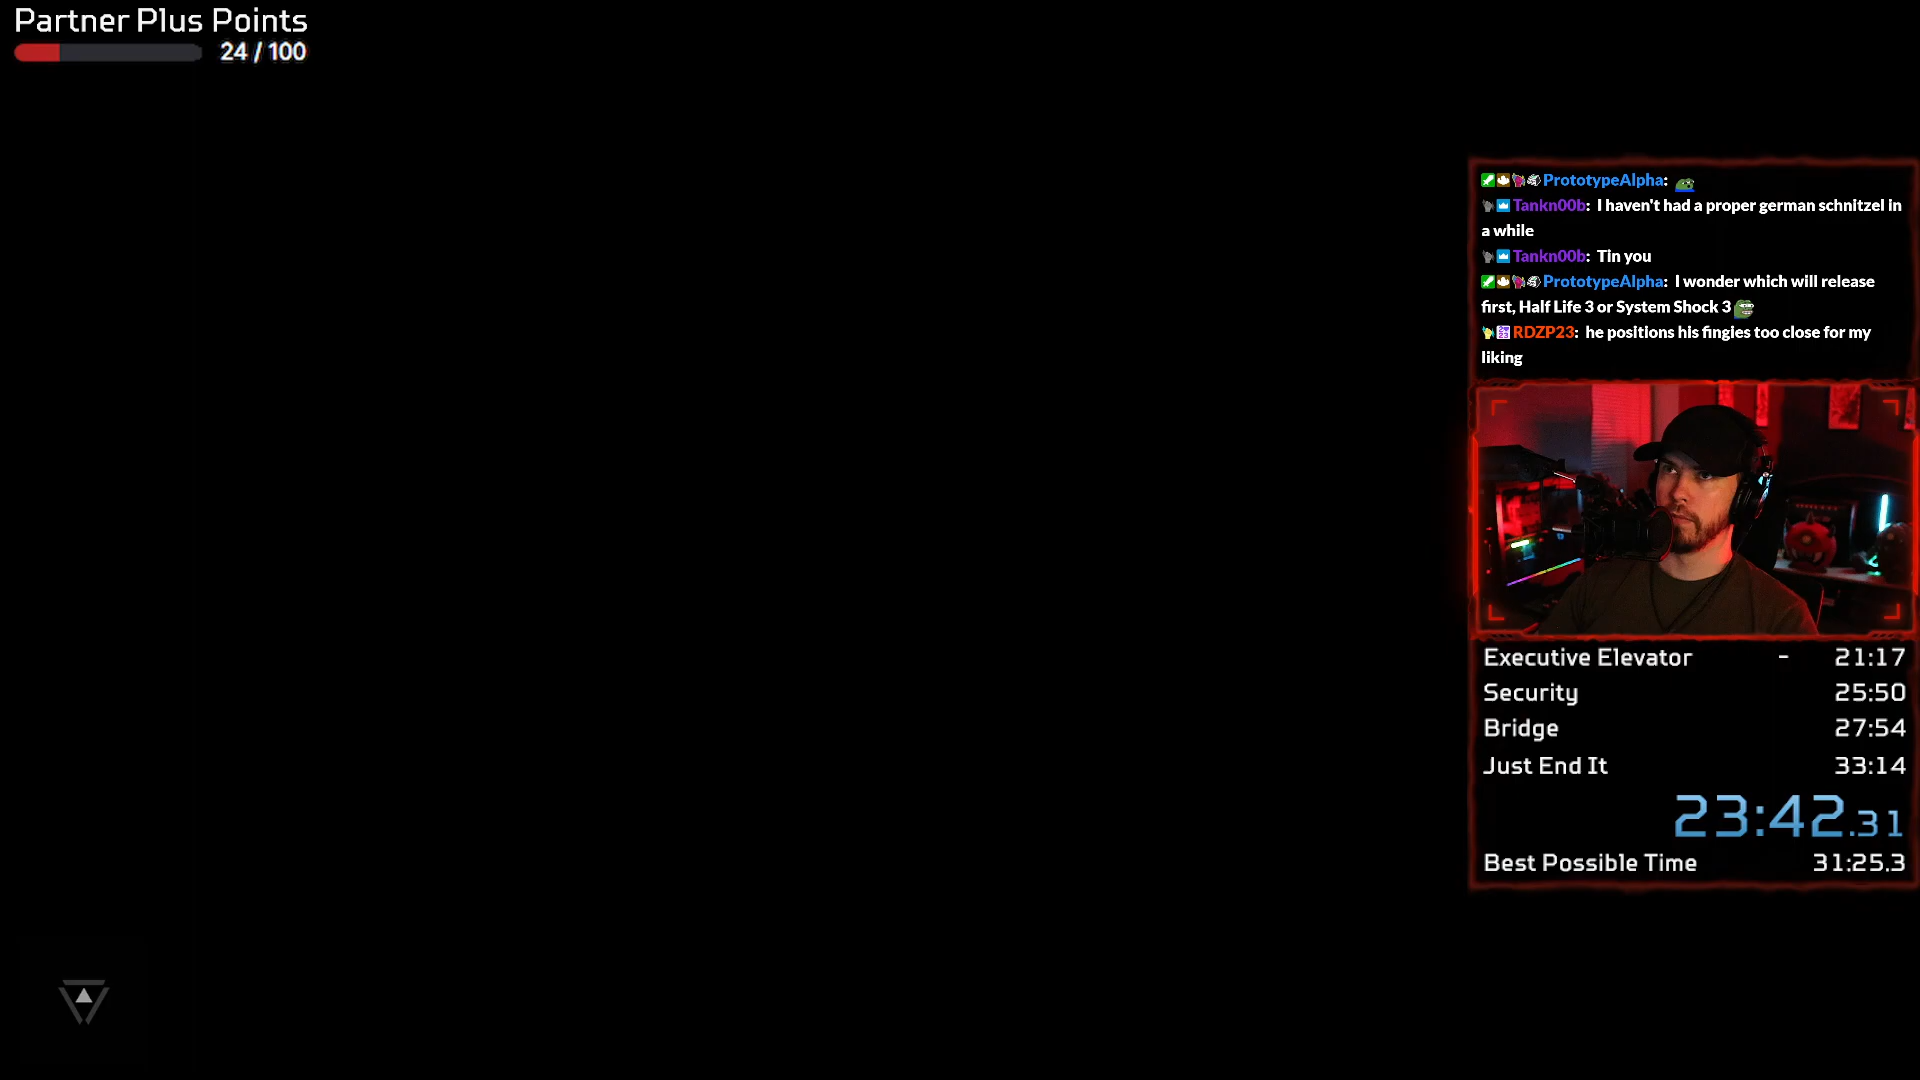 Partner Plus Points
24 / 100
PrototypeAlpha:
Tankn00b: I haven't had a proper german schnitzel in
a while
Tankn00b: Tin you
PrototypeAlpha: I wonder which will release
first, Half Life 3 or System Shock 3
RDZP23: he positions his fingies too close for my
liking
Executive Elevator - 21:17
Security 25:50
Bridge 27:54
Just End It 33:14
23:42.31
Best Possible Time 31:25.3